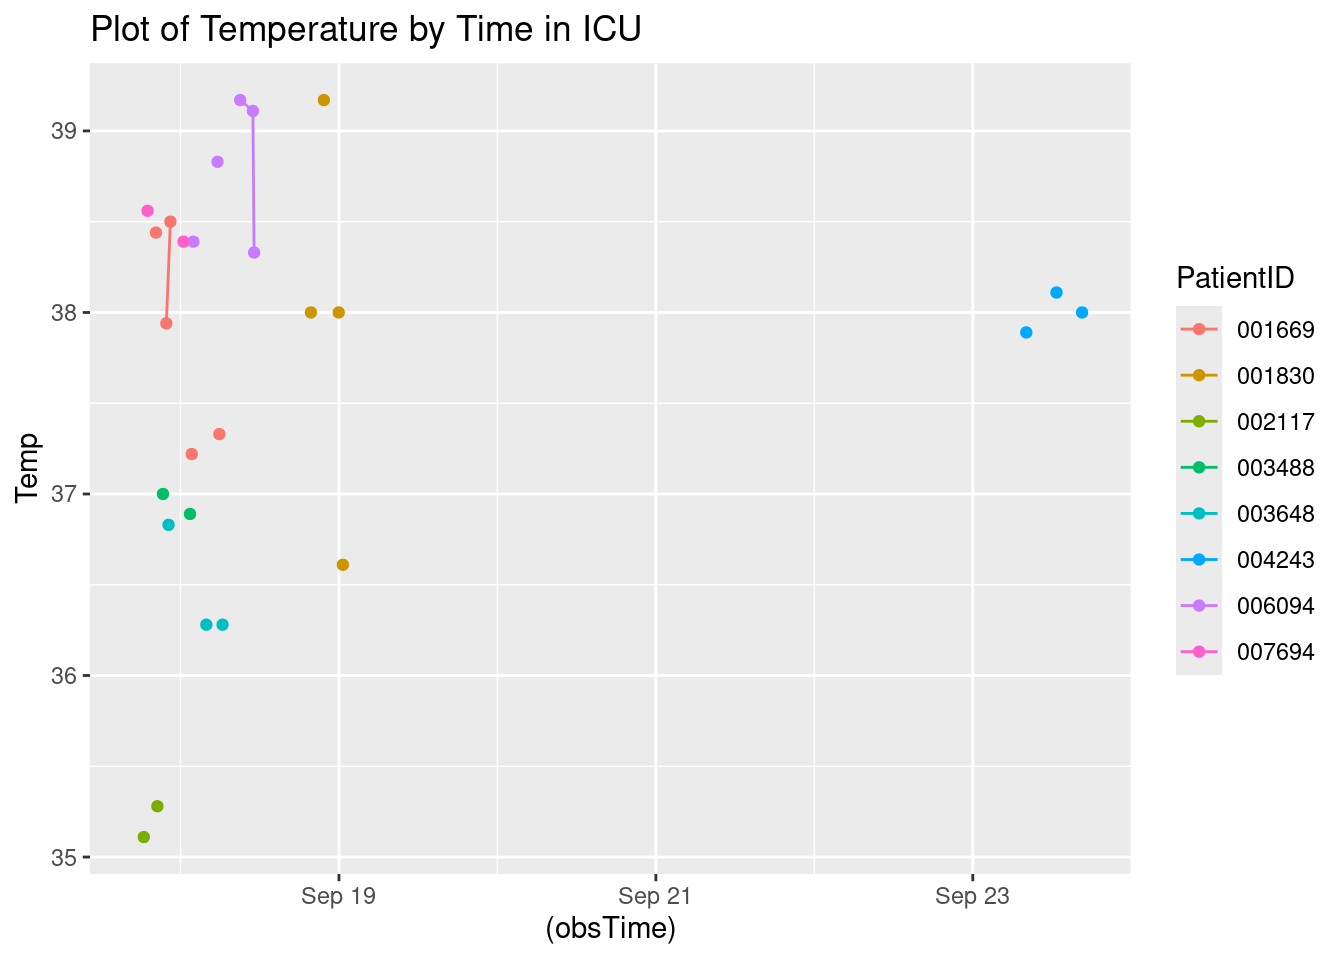 Plot of Temperature by Time in ICU
39
38
37
36
35
Temp
Sep 19
Sep 21
Sep 23
(obsTime)
PatientID
001669
001830
002117
003488
003648
004243
006094
007694